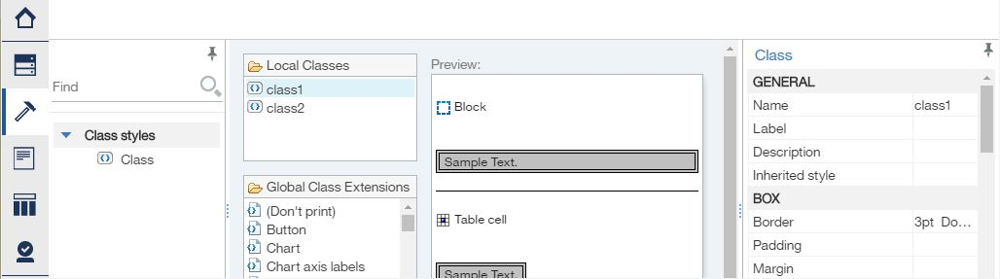 Find
Class styles
Class
Local Classes
class1
class2
Global Class Extensions
(Don't print)
Button
Chart
Chart axis labels
Preview:
Block
Sample Text.
Table cell
Sample Text.
Class
GENERAL
Name class1
Label
Description
Inherited style
BOX
Border 3pt Do...
Padding
Margin